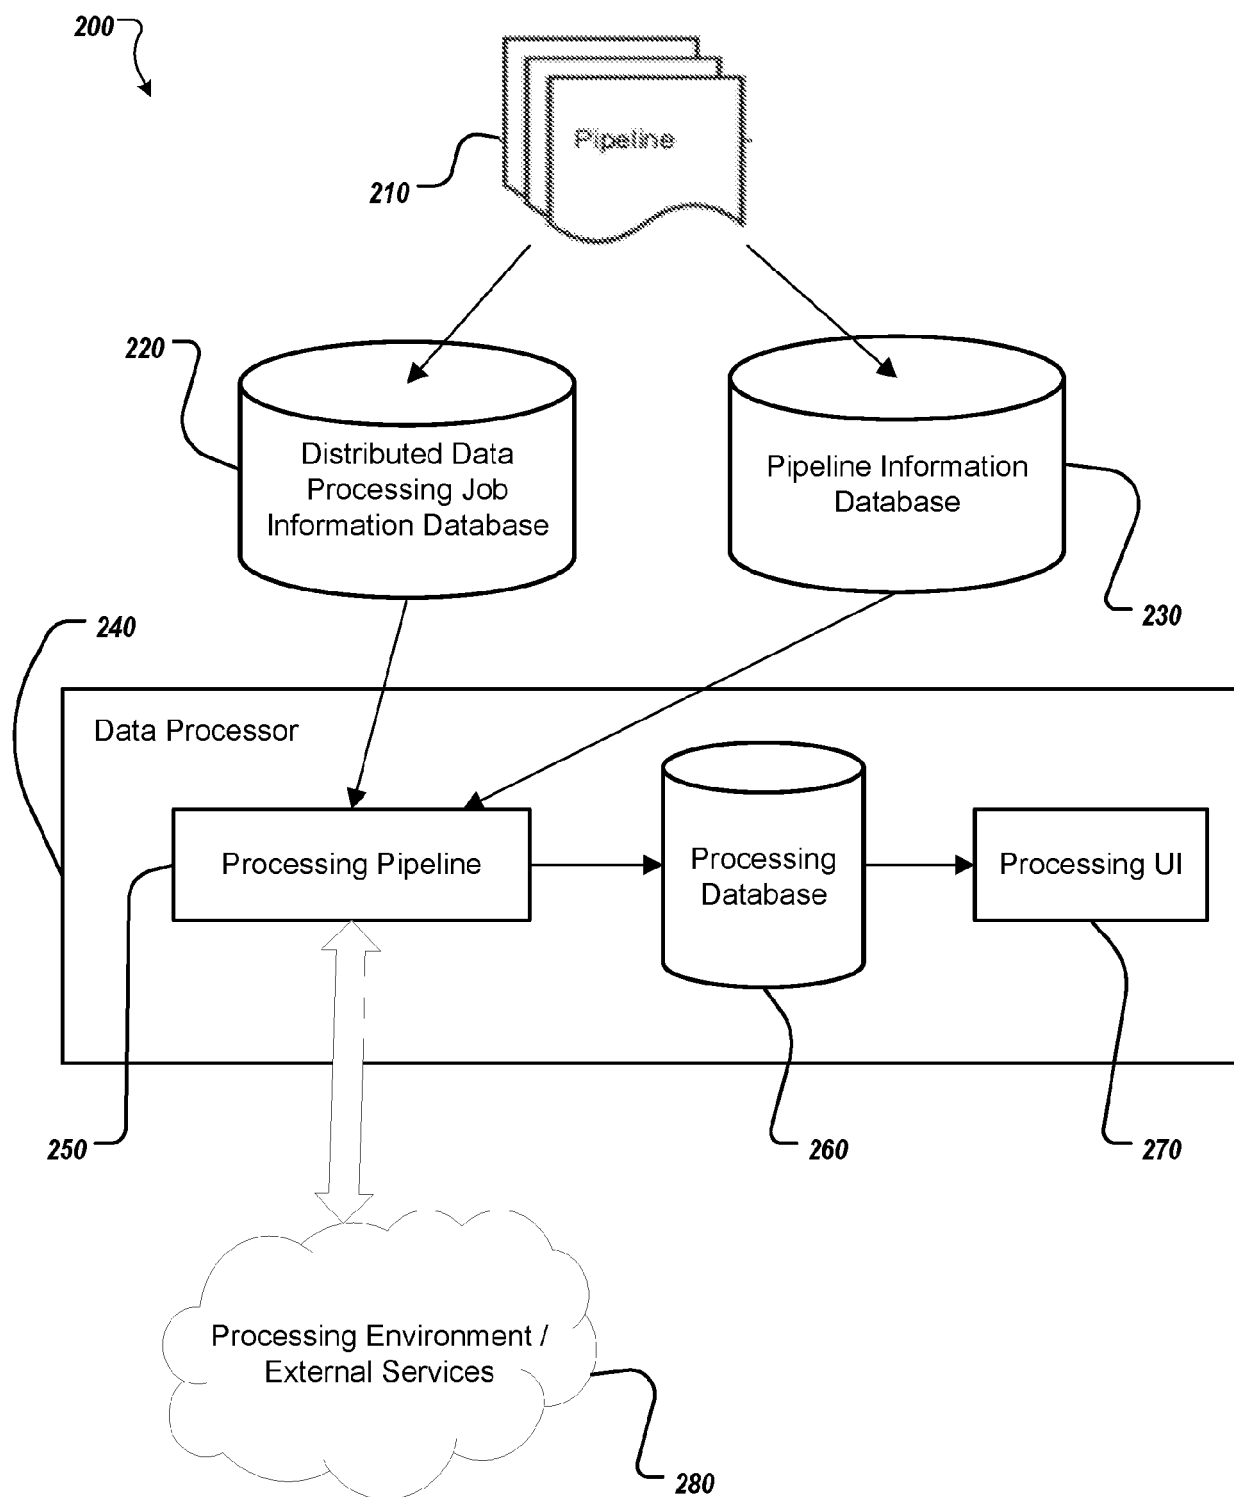 200
Pipeline
210
220
Distributed Data
Processing Job
Information Database
Pipeline Information
Database
230
240
Data Processor
Processing Pipeline
Processing
Database
Processing UI
250
260
270
Processing Environment /
External Services
280